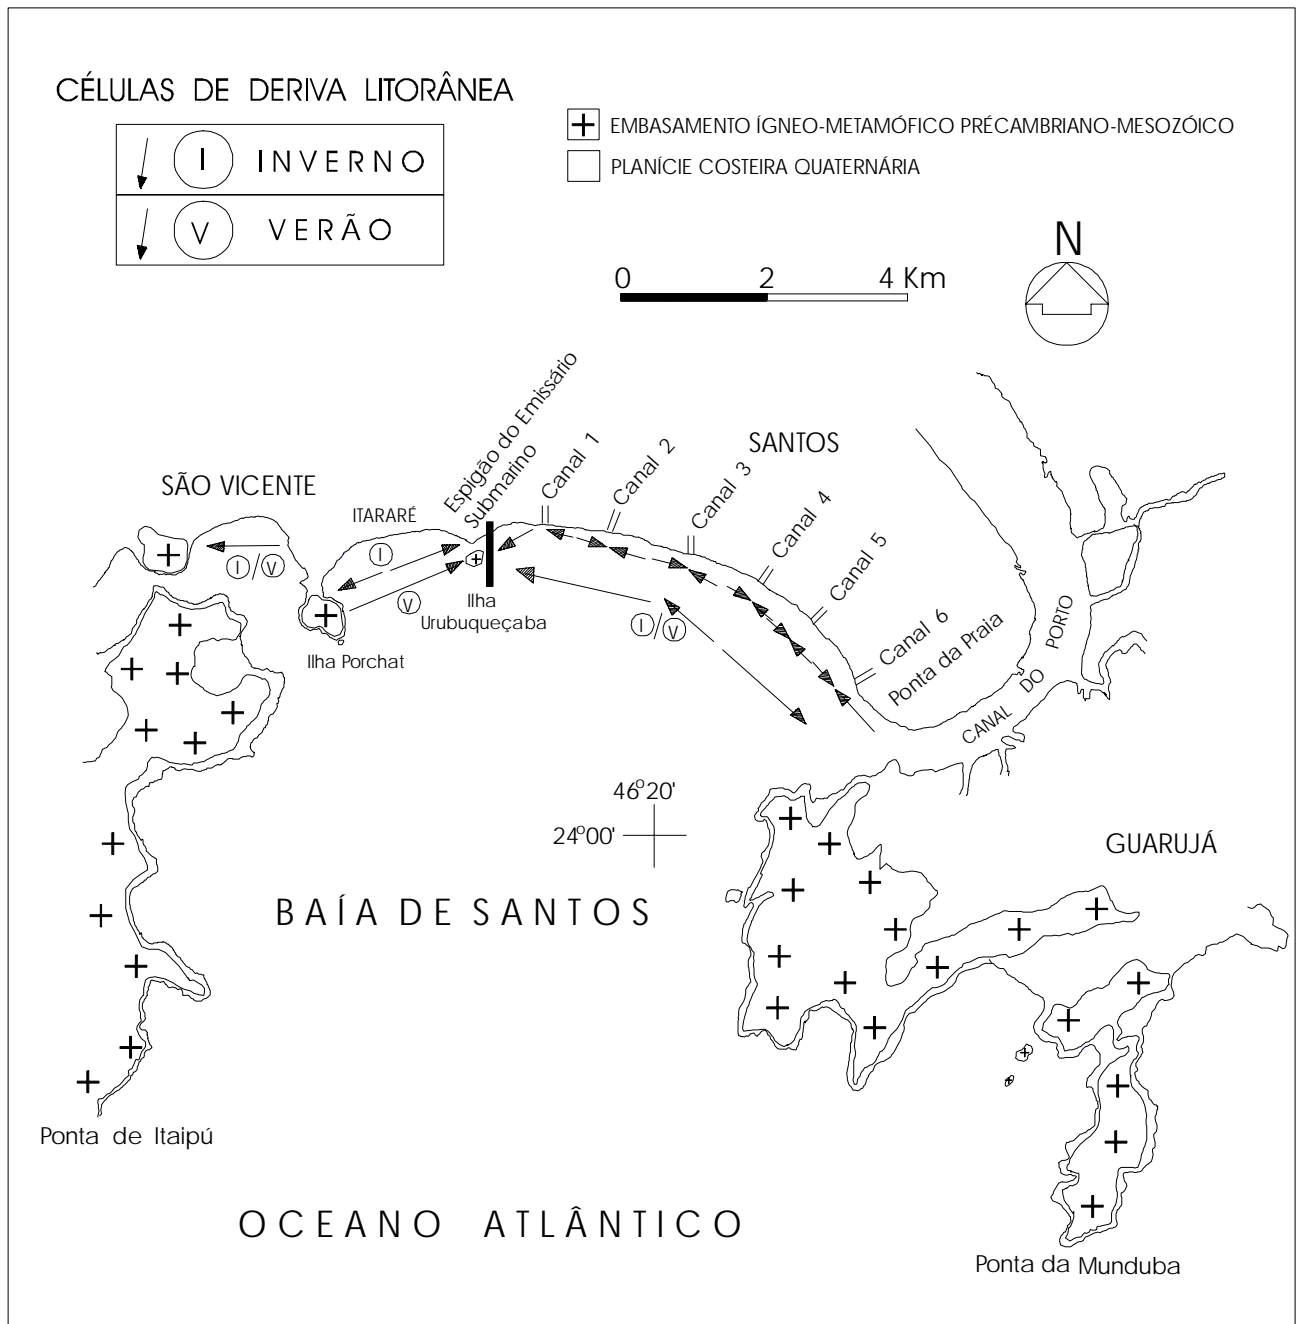 CÉLULAS DE DERIVA LITORÂNEA
I INVERNO
V VERÃO
EMBASAMENTO ÍGNEO-METAMÓFICO PRÉCAMBRIANO-MESOZÓICO
PLANÍCIE COSTEIRA QUATERNÁRIA
N
0 2 4 Km
Espigão do Emissário
Submarino
Canal 1
Canal 2
Canal 3
SANTOS
Canal 4
Canal 5
Canal 6
Ponta da Praia
CANAL DO PORTO
SÃO VICENTE
ITARARÉ
I
I/V
V
I/V
Ilha
Urubuqueçaba
Ilha Porchat
46°20'
24°00'
GUARUJÁ
BAÍA DE SANTOS
Ponta de Itaipú
OCEANO ATLÂNTICO
Ponta da Munduba